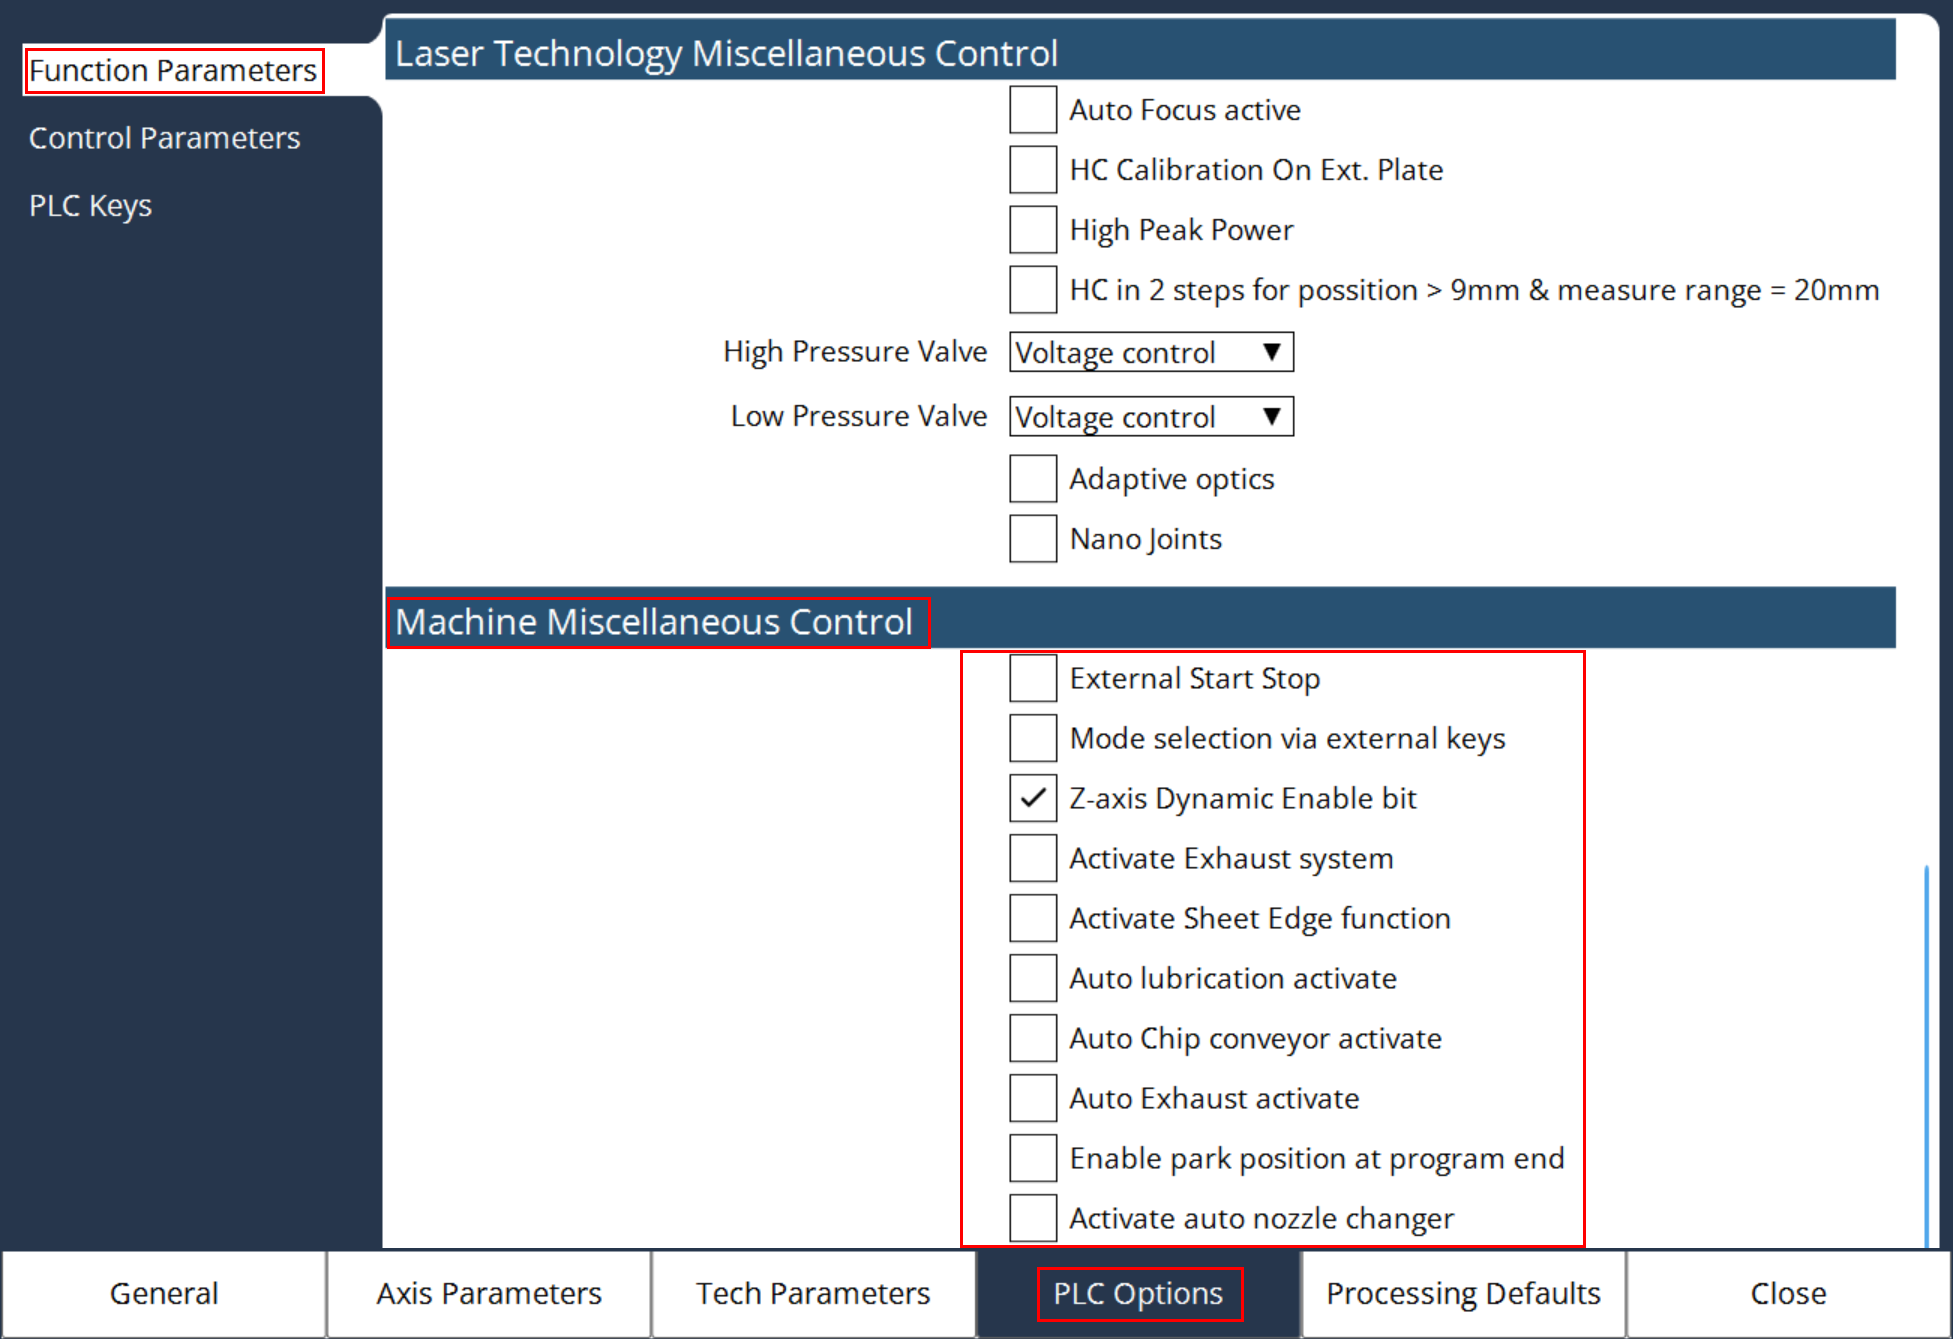 Function Parameters
Control Parameters
PLC Keys
Laser Technology Miscellaneous Control
Auto Focus active
HC Calibration On Ext. Plate
High Peak Power
HC in 2 steps for possition > 9mm & measure range = 20mm
High Pressure Valve Voltage control
Low Pressure Valve Voltage control
Adaptive optics
Nano Joints
Machine Miscellaneous Control
External Start Stop
Mode selection via external keys
Z-axis Dynamic Enable bit
Activate Exhaust system
Activate Sheet Edge function
Auto lubrication activate
Auto Chip conveyor activate
Auto Exhaust activate
Enable park position at program end
Activate auto nozzle changer
General Axis Parameters Tech Parameters PLC Options Processing Defaults Close